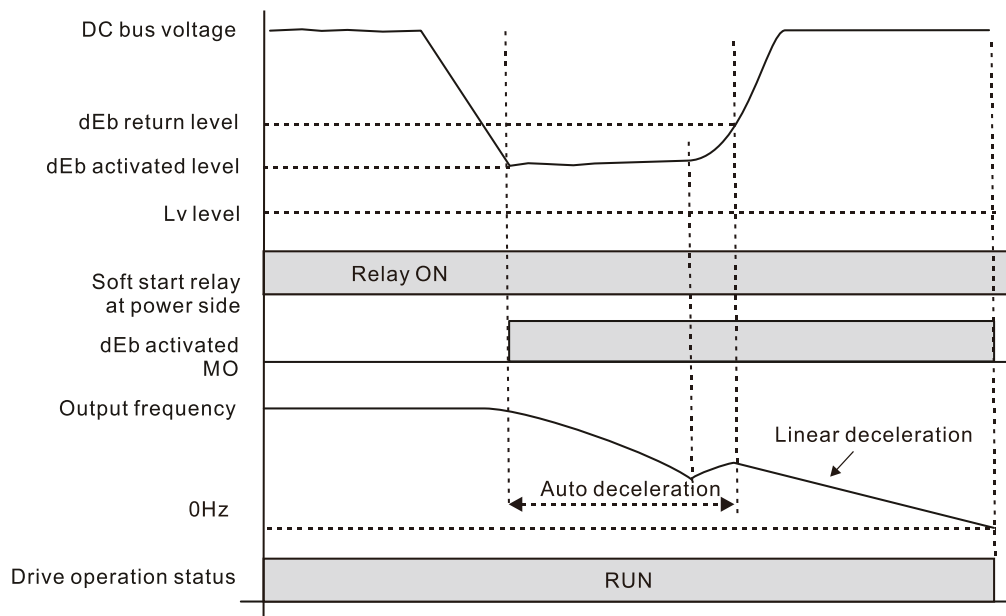 DC bus voltage
dEb return level
dEb activated level
Lv level
Relay ON
Soft start relay
at power side
dEb activated
MO
Output frequency
Linear deceleration
Auto deceleration
0Hz
Drive operation status
RUN